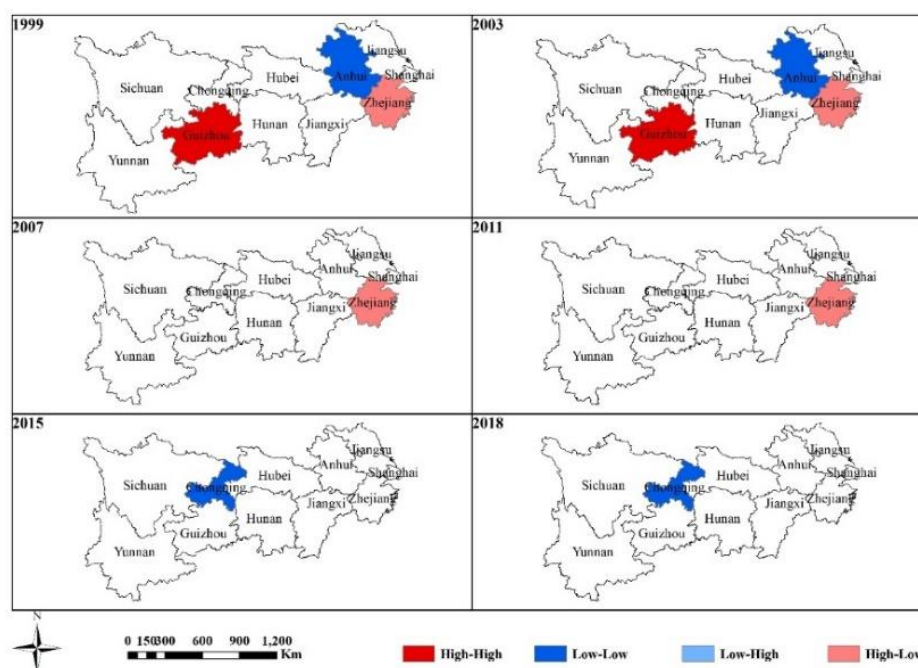 1999
Jiangsu
Anhui
Shanghai
Hubei
Sichuan
Chongqing
Zhejiang
Guizhou
Hunan
Jiangxi
Yunnan
2003
Jiangsu
Anhui
Shanghai
Hubei
Sichuan
Chongqing
Zhejiang
Guizhou
Hunan
Jiangxi
Yunnan
2007
Jiangsu
Anhui
Shanghai
Hubei
Sichuan
Chongqing
Zhejiang
Jiangxi
Hunan
Guizhou
Yunnan
2011
Jiangsu
Anhui
Shanghai
Hubei
Sichuan
Chongqing
Zhejiang
Jiangxi
Hunan
Guizhou
Yunnan
2015
Jiangsu
Anhui
Shanghai
Hubei
Sichuan
Chongqing
Zhejiang
Jiangxi
Hunan
Guizhou
Yunnan
2018
Jiangsu
Anhui
Shanghai
Hubei
Sichuan
Chongqing
Zhejiang
Jiangxi
Hunan
Guizhou
Yunnan
N
0 150300 600 900 1,200
Km
High-High Low-Low Low-High High-Low